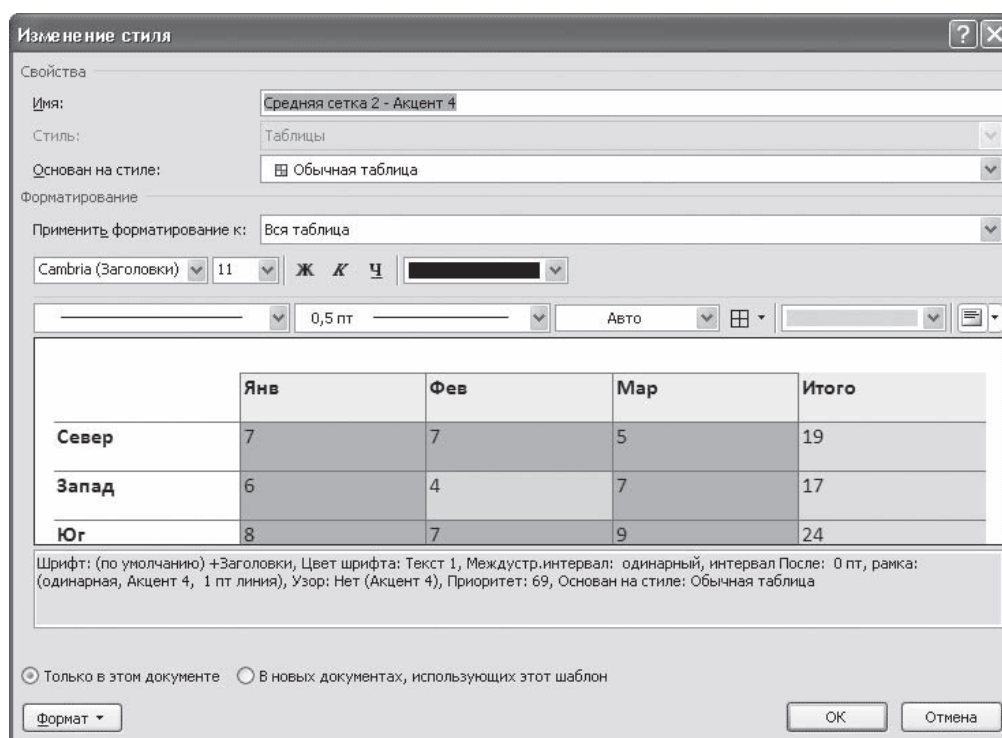 Изменение стиля
Свойства
Имя: Средняя сетка 2 - Акцент 4
Стиль: Таблицы
Основан на стиле: Обычная таблица
Форматирование
Применить форматирование к: Вся таблица
Cambria (Заголовки) 11 Ж К Ч
0,5 пт Авто
Янв Фев Мар Итого
Север 7 7 5 19
Запад 6 4 7 17
Юг 8 7 9 24
Шрифт: (по умолчанию) +Заголовки, Цвет шрифта: Текст 1, Междустр.интервал: одинарный, интервал После: 0 пт, рамка:
(одинарная, Акцент 4, 1 пт линия), Узор: Нет (Акцент 4), Приоритет: 69, Основан на стиле: Обычная таблица
Только в этом документе В новых документах, использующих этот шаблон
Формат OK Отмена